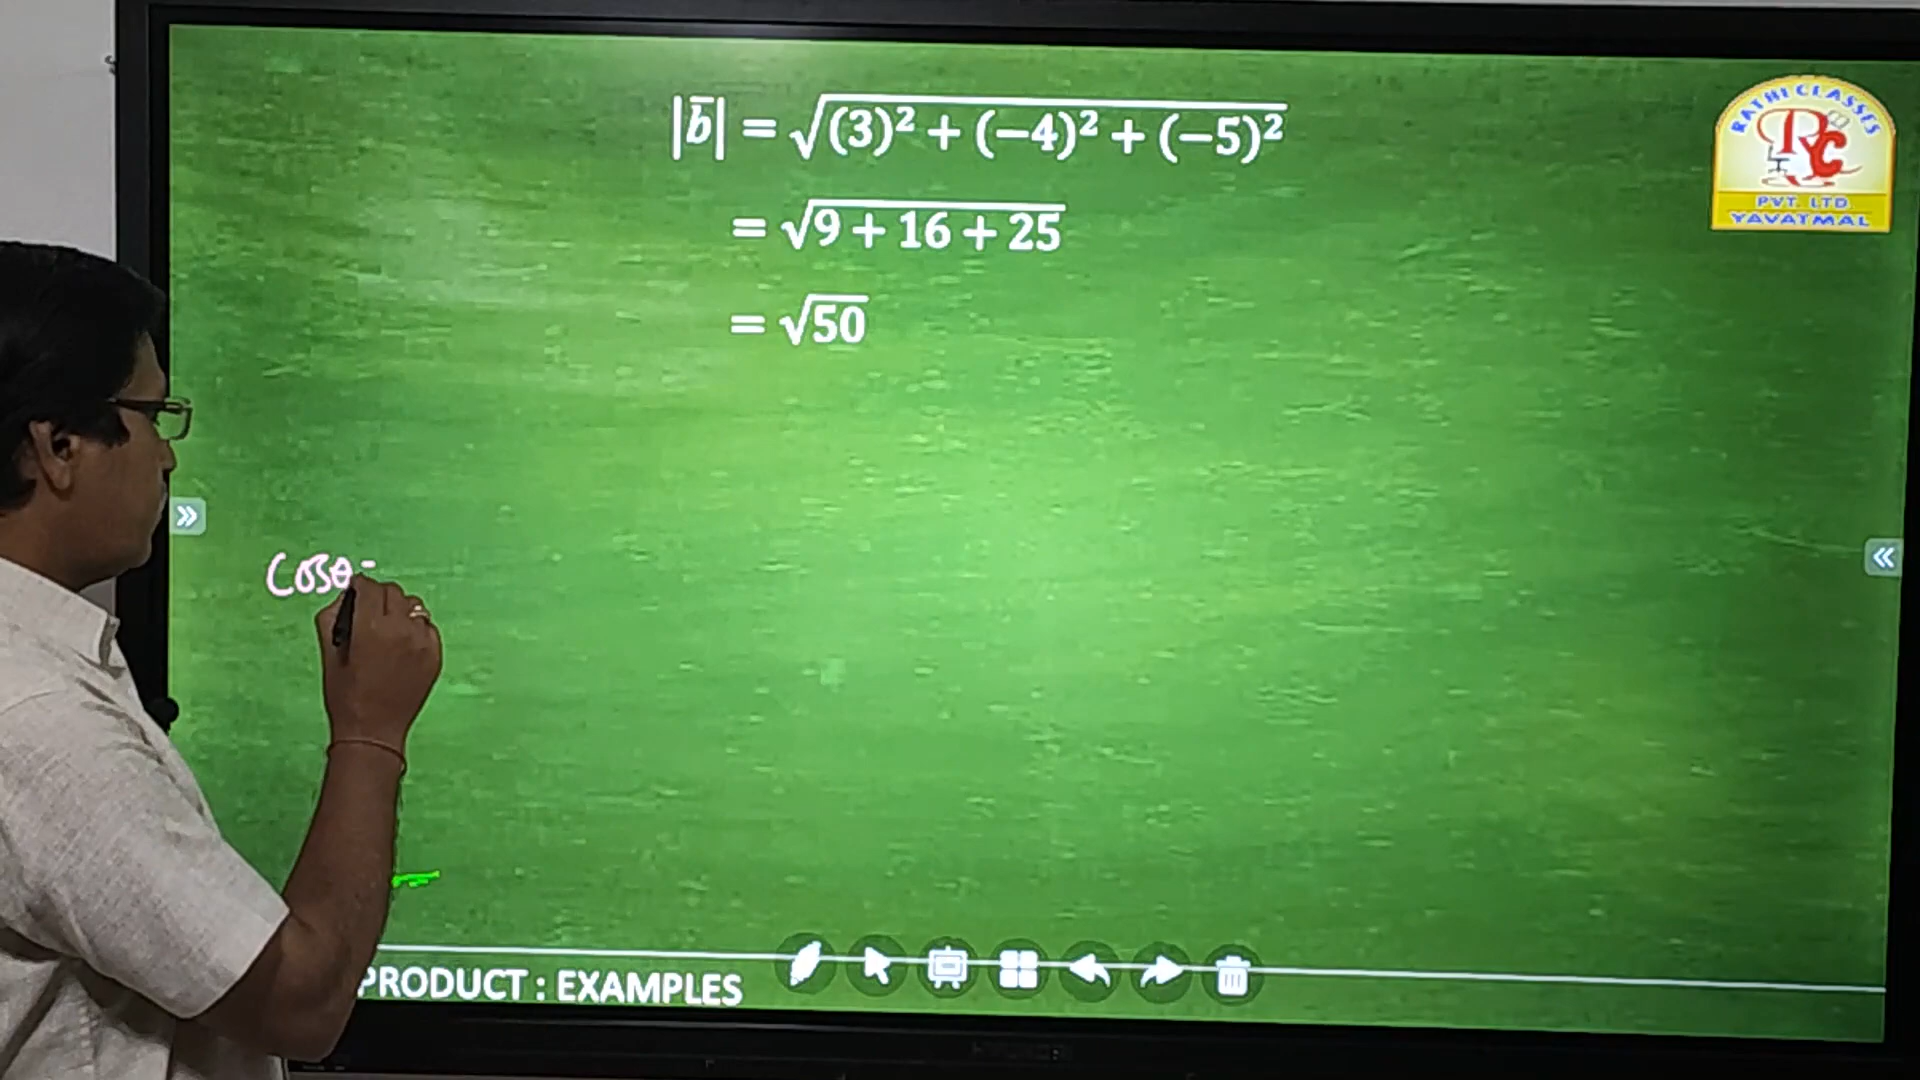 |b̄| = √(3)² + (−4)² + (−5)²
= √9 + 16 + 25
= √50
RATHI CLASSES
RC
PVT. LTD.
YAVATMAL
»
«
Cosθ =
PRODUCT : EXAMPLES